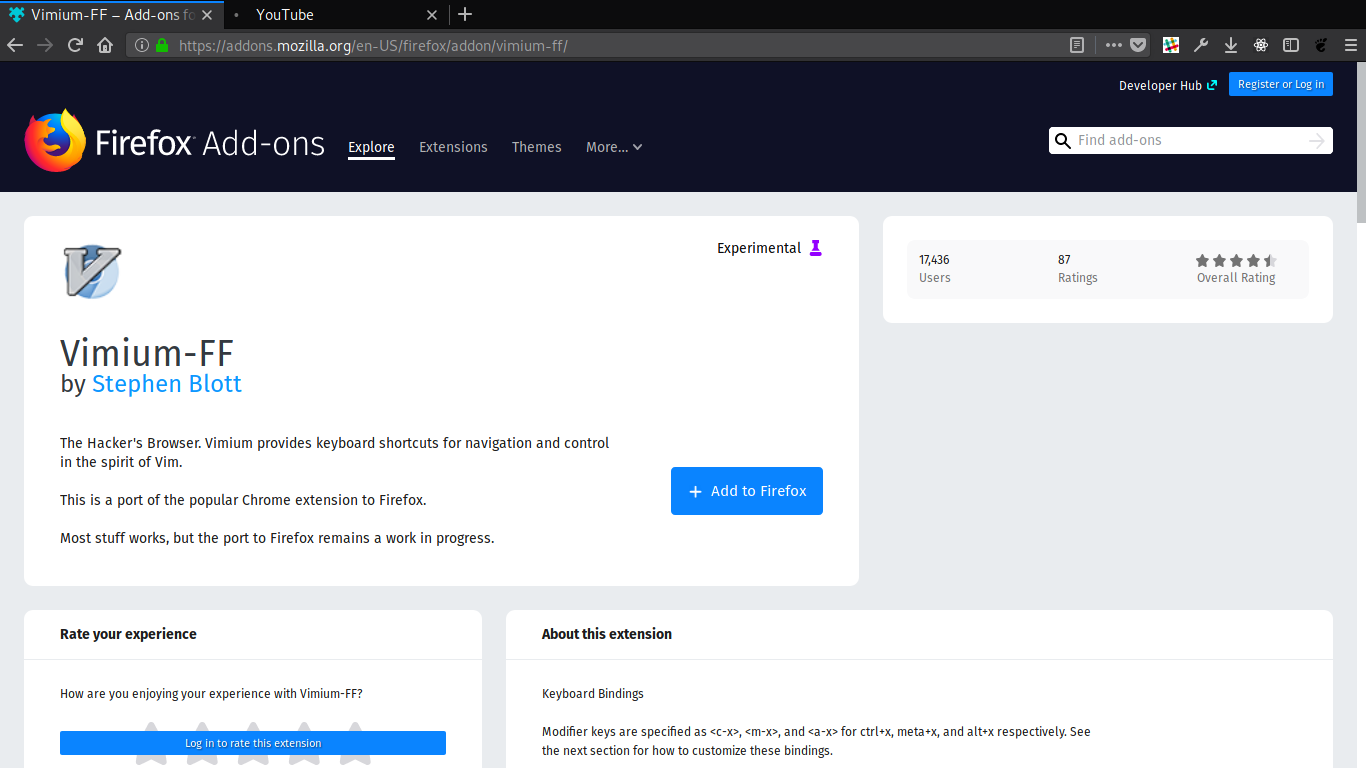 Vimium-FF – Add-ons fo
YouTube
https://addons.mozilla.org/en-US/firefox/addon/vimium-ff/
Developer Hub
Register or Log in
Firefox Add-ons
Explore
Extensions
Themes
More...
Find add-ons
Experimental
Vimium-FF
by Stephen Blott
The Hacker's Browser. Vimium provides keyboard shortcuts for navigation and control
in the spirit of Vim.
This is a port of the popular Chrome extension to Firefox.
Most stuff works, but the port to Firefox remains a work in progress.
+ Add to Firefox
17,436
Users
87
Ratings
Overall Rating
Rate your experience
How are you enjoying your experience with Vimium-FF?
Log in to rate this extension
About this extension
Keyboard Bindings
Modifier keys are specified as <c-x>, <m-x>, and <a-x> for ctrl+x, meta+x, and alt+x respectively. See
the next section for how to customize these bindings.